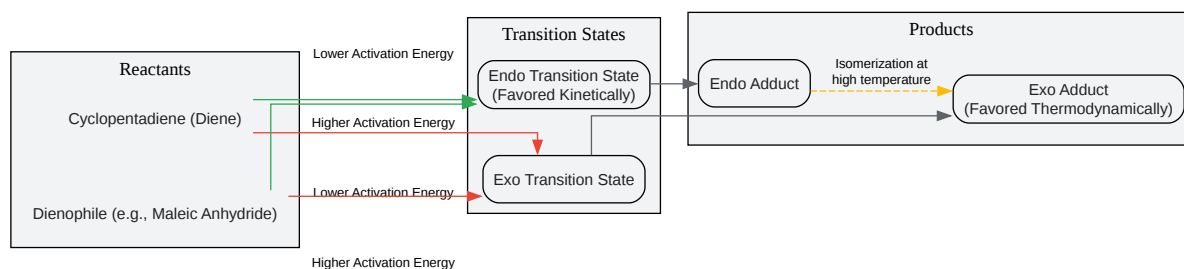 Reactants
Cyclopentadiene (Diene)
Dienophile (e.g., Maleic Anhydride)
Lower Activation Energy
Higher Activation Energy
Lower Activation Energy
Higher Activation Energy
Transition States
Endo Transition State
(Favored Kinetically)
Exo Transition State
Products
Endo Adduct
Isomerization at
high temperature
Exo Adduct
(Favored Thermodynamically)